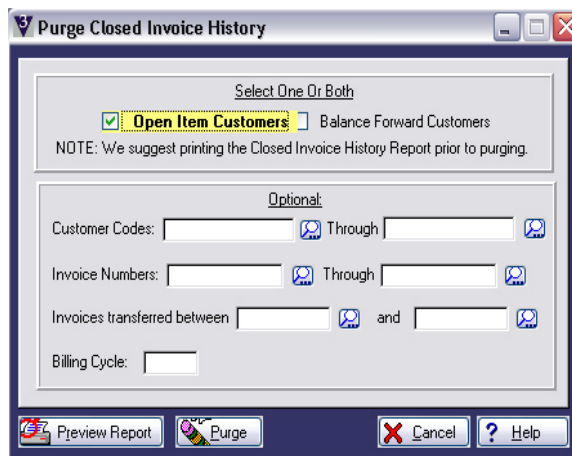 Purge Closed Invoice History
Select One Or Both
Open Item Customers Balance Forward Customers
NOTE: We suggest printing the Closed Invoice History Report prior to purging.
Optional:
Customer Codes: Through
Invoice Numbers: Through
Invoices transferred between and
Billing Cycle:
Preview Report Purge Cancel ? Help